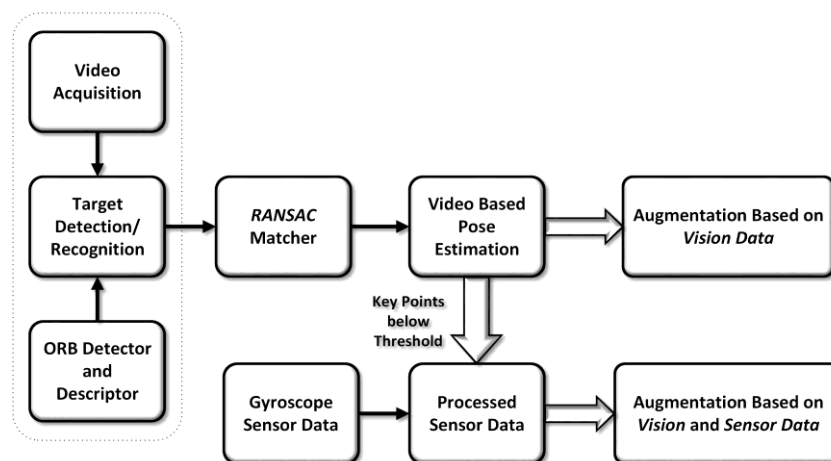 Video
Acquisition
Target
Detection/
Recognition
RANSAC
Matcher
Video Based
Pose
Estimation
Augmentation Based on
Vision Data
Key Points
below
Threshold
ORB Detector
and
Descriptor
Gyroscope
Sensor Data
Processed
Sensor Data
Augmentation Based on
Vision and Sensor Data